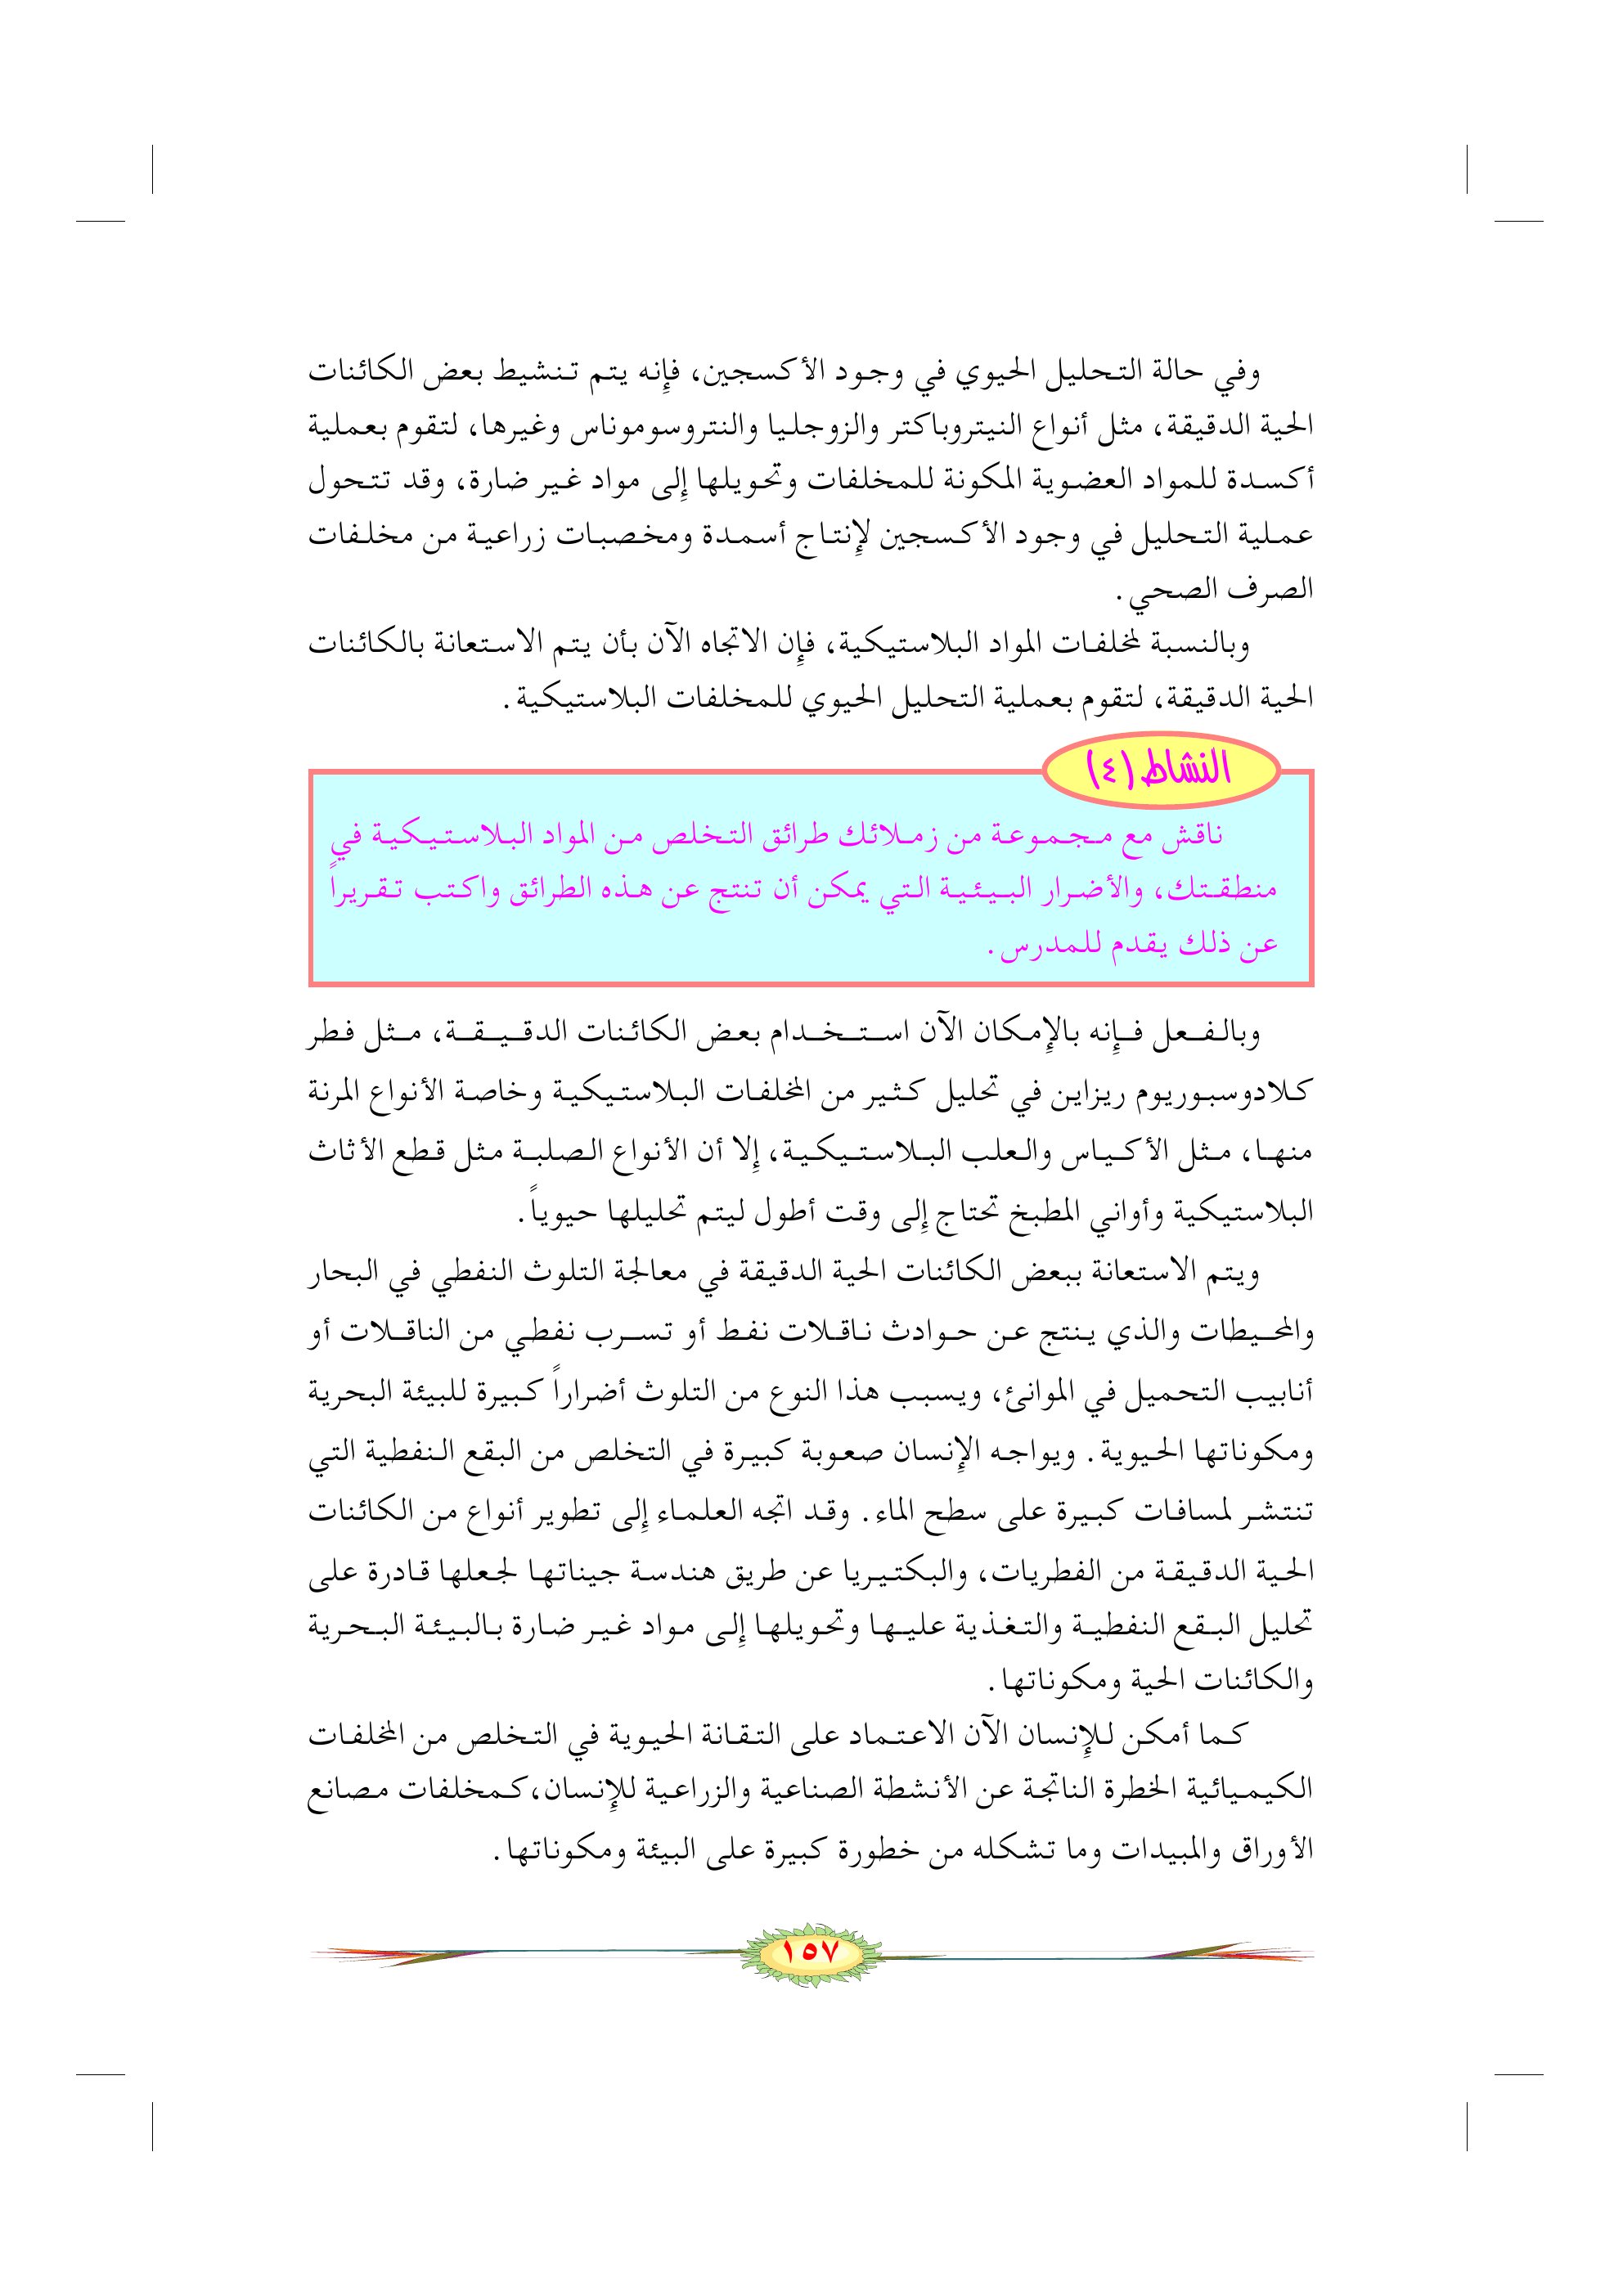 وفي حالة التحليل الحيوي في وجود الأكسجين، فإنه يتم تنشيط بعض الكائنات
الحية الدقيقة، مثل أنواع النيتروباكتر والزوجليا والنتروسوموناس وغيرها، لتقوم بعملية
أكسدة للمواد العضوية المكونة للمخلفات وتحويلها إلى مواد غير ضارة، وقد تتحول
عملية التحليل في وجود الأكسجين لإنتاج أسمدة ومخصبات زراعية من مخلفات
الصرف الصحي.
وبالنسبة لمخلفات المواد البلاستيكية، فإن الاتجاه الآن بأن يتم الاستعانة بالكائنات
الحية الدقيقة، لتقوم بعملية التحليل الحيوي للمخلفات البلاستيكية.
النشاط (٤)
ناقش مع مجموعة من زملائك طرائق التخلص من المواد البلاستيكية في
منطقتك، والأضرار البيئية التي يمكن أن تنتج عن هذه الطرائق واكتب تقريراً
عن ذلك يقدم للمدرس.
وبالفعل فإنه بالإمكان الآن استخدام بعض الكائنات الدقيقة، مثل فطر
كلادوسبوريوم ريزاين في تحليل كثير من المخلفات البلاستيكية وخاصة الأنواع المرنة
منها، مثل الأكياس والعلب البلاستيكية، إلا أن الأنواع الصلبة مثل قطع الأثاث
البلاستيكية وأواني المطبخ تحتاج إلى وقت أطول ليتم تحليلها حيوياً.
ويتم الاستعانة ببعض الكائنات الحية الدقيقة في معالجة التلوث النفطي في البحار
والمحيطات والذي ينتج عن حوادث ناقلات نفط أو تسرب نفطي من الناقلات أو
أنابيب التحميل في الموانئ، ويسبب هذا النوع من التلوث أضراراً كبيرة للبيئة البحرية
ومكوناتها الحيوية. ويواجه الإنسان صعوبة كبيرة في التخلص من البقع النفطية التي
تنتشر لمسافات كبيرة على سطح الماء. وقد اتجه العلماء إلى تطوير أنواع من الكائنات
الحية الدقيقة من الفطريات، والبكتيريا عن طريق هندسة جيناتها لجعلها قادرة على
تحليل البقع النفطية والتغذية عليها وتحويلها إلى مواد غير ضارة بالبيئة البحرية
والكائنات الحية ومكوناتها.
كما أمكن للإنسان الآن الاعتماد على التقانة الحيوية في التخلص من المخلفات
الكيميائية الخطرة الناتجة عن الأنشطة الصناعية والزراعية للإنسان،كمخلفات مصانع
الأوراق والمبيدات وما تشكله من خطورة كبيرة على البيئة ومكوناتها.
١٥٧